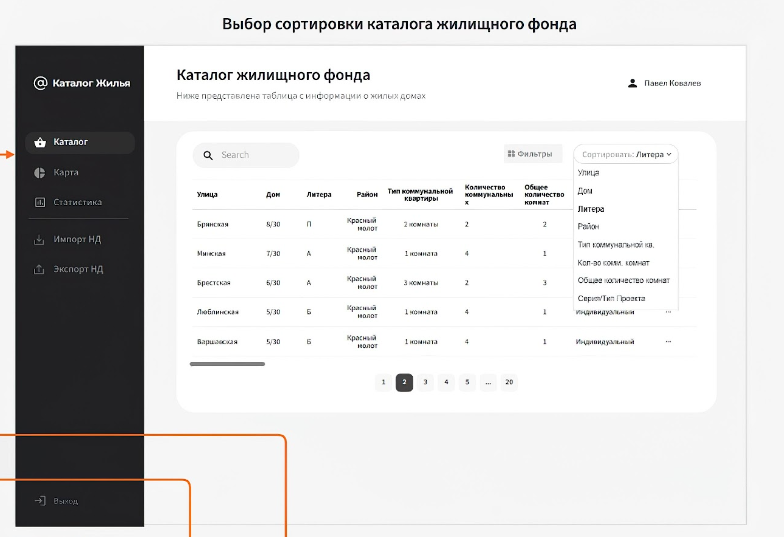 Выбор сортировки каталога жилищного фонда
Каталог Жилья
Каталог жилищного фонда
Ниже представлена таблица с информации о жилых домах
Павел Ковалев
Каталог
Карта
Статистика
Импорт НД
Экспорт НД
Выход
Search
Фильтры
Сортировать: Литера
Улица
Дом
Литера
Район
Тип коммунальной кв.
Кол-во комн. комнат
Общее количество комнат
Серия/Тип Проекта
Улица Дом Литера Район Тип коммунальной квартиры Количество коммунальных Общее количество комнат
Брянская 8/30 П Красный молот 2 комнаты 2 2
Минская 7/30 А Красный молот 1 комната 4 1
Брестская 6/30 А Красный молот 3 комнаты 2 3
Люблинская 5/30 Б Красный молот 1 комната 4 1 Индивидуальный ...
Варшавская 5/30 Б Красный молот 1 комната 4 1 Индивидуальный ...
1 2 3 4 5 ... 20